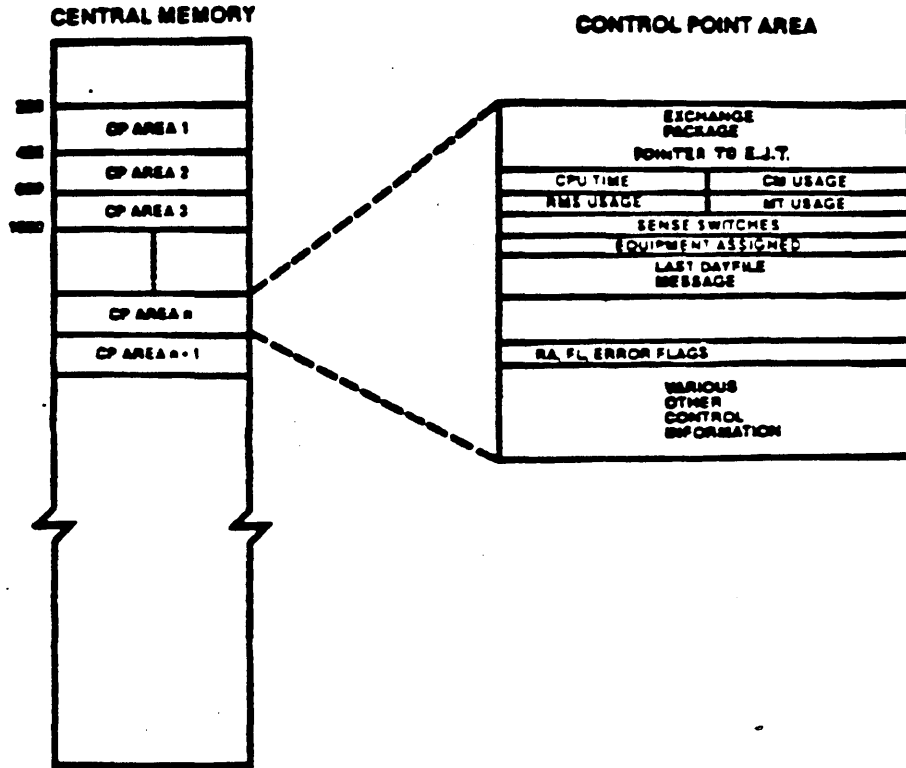 CENTRAL MEMORY
CONTROL POINT AREA
200
CP AREA 1
400
CP AREA 2
600
CP AREA 3
1000
CP AREA n
CP AREA n + 1
EXCHANGE
PACKAGE
POINTER TO E.J.T.
CPU TIME
CM USAGE
RMS USAGE
MT USAGE
SENSE SWITCHES
EQUIPMENT ASSIGNED
LAST DAYFILE
MESSAGE
RA, FL, ERROR FLAGS
VARIOUS
OTHER
CONTROL
INFORMATION